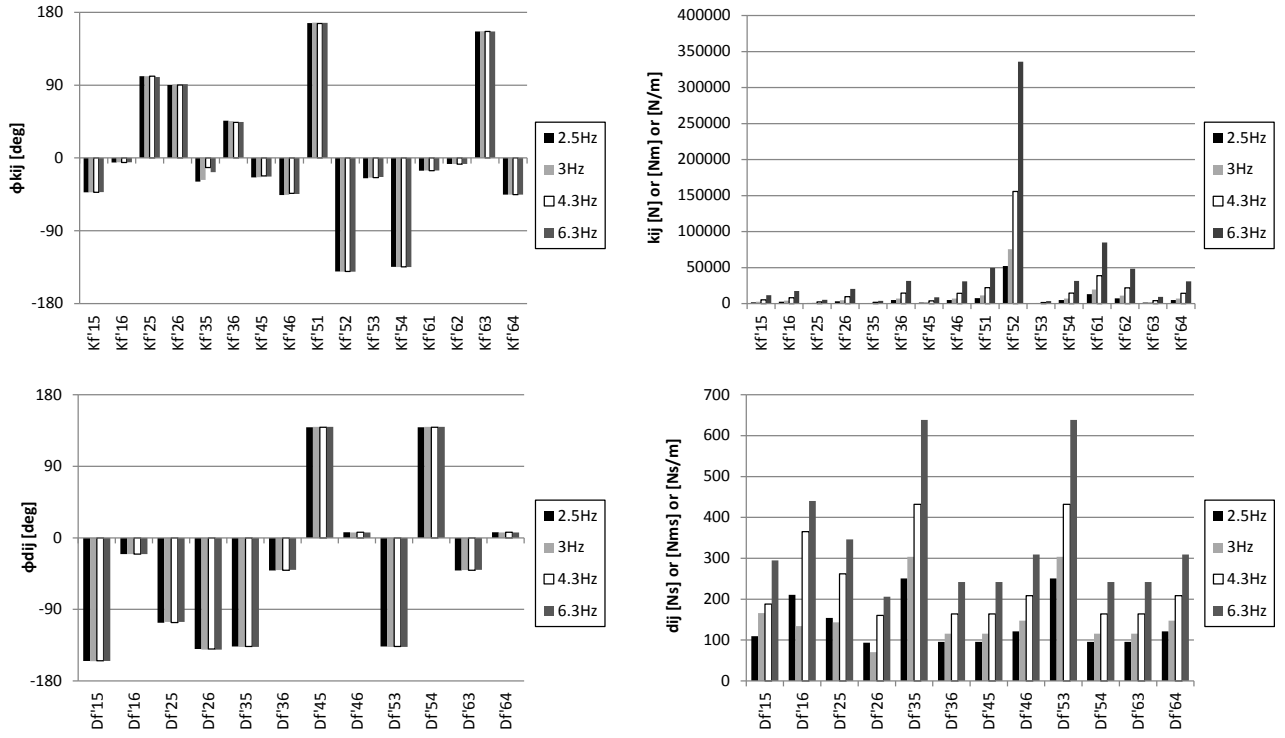 180
90
0
-90
-180
φkij [deg]
Kf'15
Kf'16
Kf'25
Kf'26
Kf'35
Kf'36
Kf'45
Kf'46
Kf'51
Kf'52
Kf'53
Kf'54
Kf'61
Kf'62
Kf'63
Kf'64
2.5Hz
3Hz
4.3Hz
6.3Hz
400000
350000
300000
250000
200000
150000
100000
50000
0
kij [N] or [Nm] or [N/m]
Kf'15
Kf'16
Kf'25
Kf'26
Kf'35
Kf'36
Kf'45
Kf'46
Kf'51
Kf'52
Kf'53
Kf'54
Kf'61
Kf'62
Kf'63
Kf'64
2.5Hz
3Hz
4.3Hz
6.3Hz
180
90
0
-90
-180
φdij [deg]
Df'15
Df'16
Df'25
Df'26
Df'35
Df'36
Df'45
Df'46
Df'53
Df'54
Df'63
Df'64
2.5Hz
3Hz
4.3Hz
6.3Hz
700
600
500
400
300
200
100
0
dij [Ns] or [Nms] or [Ns/m]
Df'15
Df'16
Df'25
Df'26
Df'35
Df'36
Df'45
Df'46
Df'53
Df'54
Df'63
Df'64
2.5Hz
3Hz
4.3Hz
6.3Hz